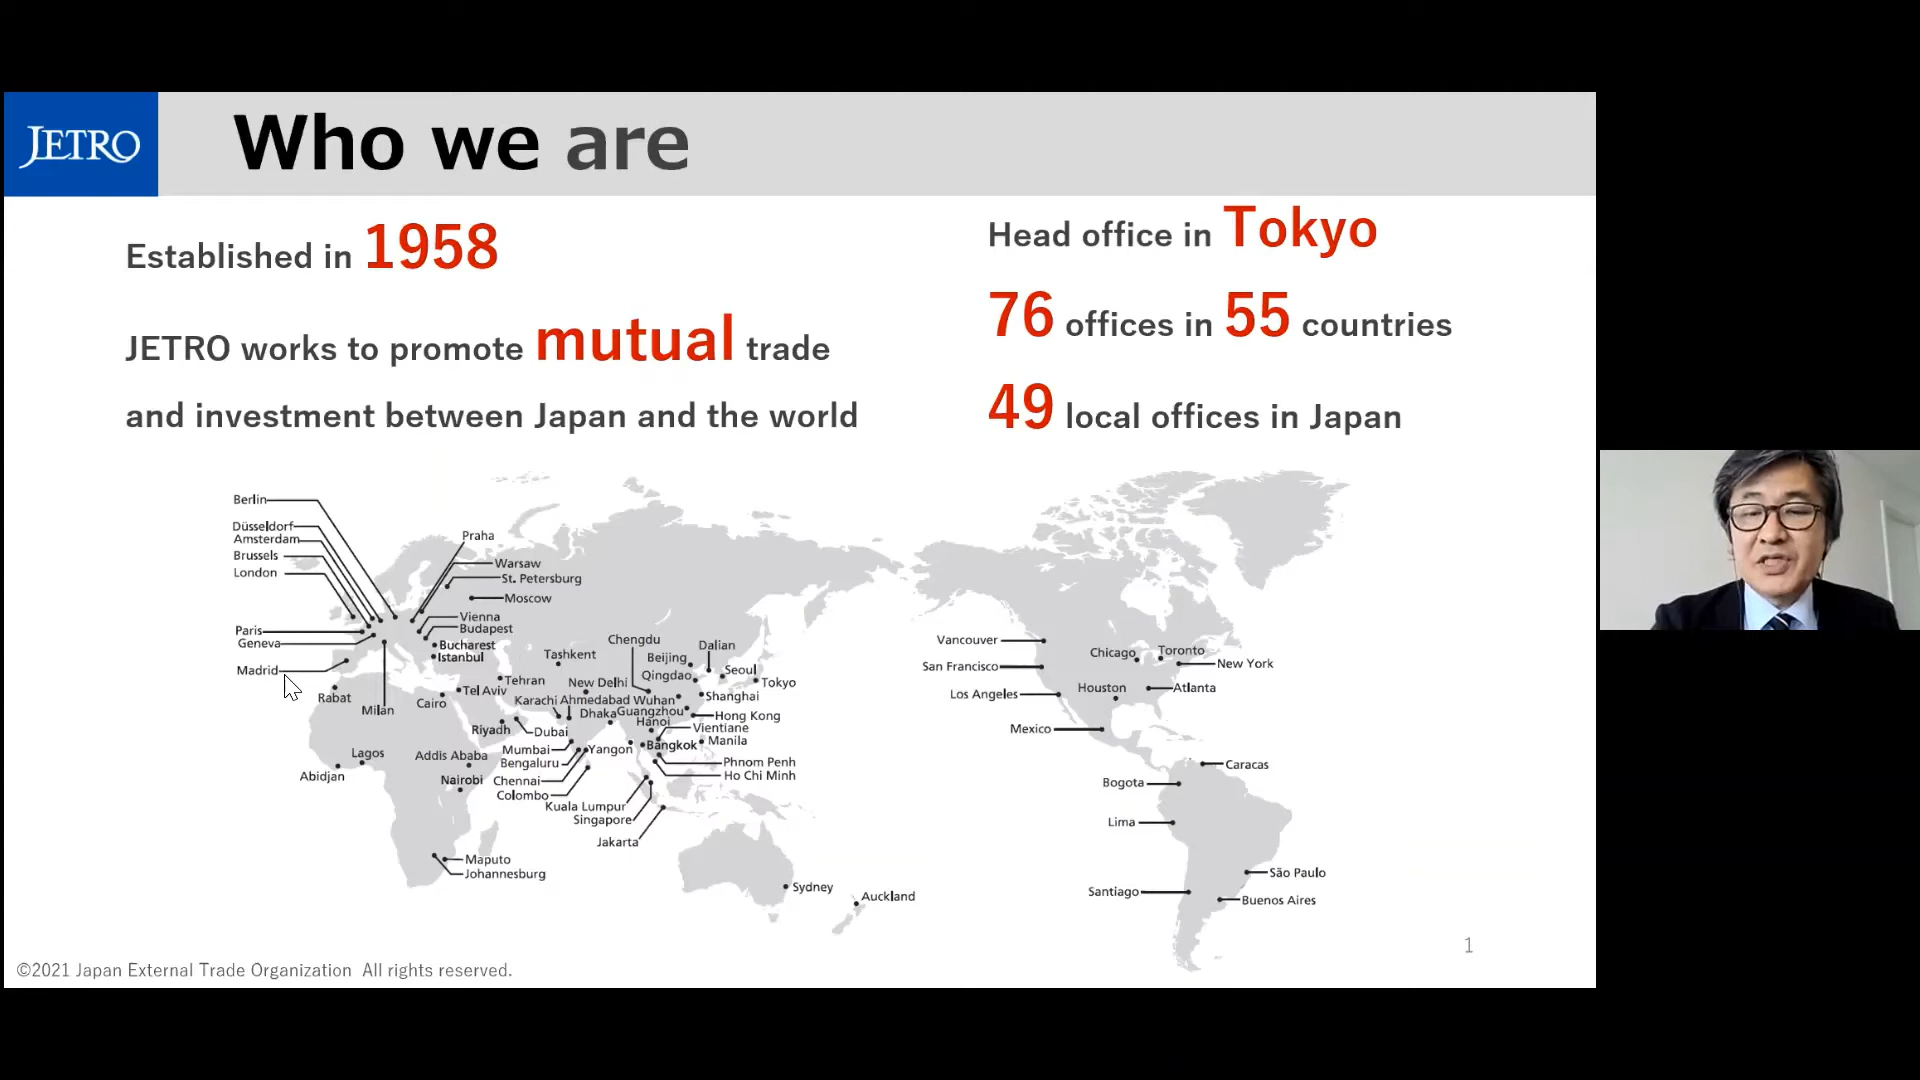 JETRO
Who we are
Established in 1958
JETRO works to promote mutual trade
and investment between Japan and the world
Head office in Tokyo
76 offices in 55 countries
49 local offices in Japan
Berlin
Düsseldorf
Amsterdam
Brussels
London
Paris
Geneva
Madrid
Praha
Warsaw
St. Petersburg
Moscow
Vienna
Budapest
Bucharest
Istanbul
Rabat
Milan
Cairo
Tel Aviv
Tehran
Tashkent
Chengdu
Beijing
Dalian
Qingdao
Seoul
Tokyo
New Delhi
Karachi
Ahmedabad
Wuhan
Shanghai
Dhaka
Guangzhou
Hanoi
Hong Kong
Vientiane
Manila
Riyadh
Dubai
Mumbai
Yangon
Bangkok
Bengaluru
Phnom Penh
Chennai
Ho Chi Minh
Colombo
Kuala Lumpur
Singapore
Jakarta
Lagos
Abidjan
Addis Ababa
Nairobi
Maputo
Johannesburg
Sydney
Auckland
Vancouver
San Francisco
Los Angeles
Mexico
Chicago
Toronto
New York
Houston
Atlanta
Caracas
Bogota
Lima
São Paulo
Santiago
Buenos Aires
1
©2021 Japan External Trade Organization All rights reserved.